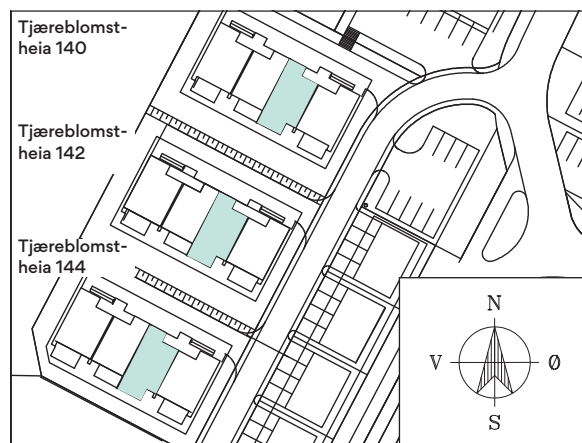 Tjæreblomst-
heia 140
Tjæreblomst-
heia 142
Tjæreblomst-
heia 144
N
V Ø
S